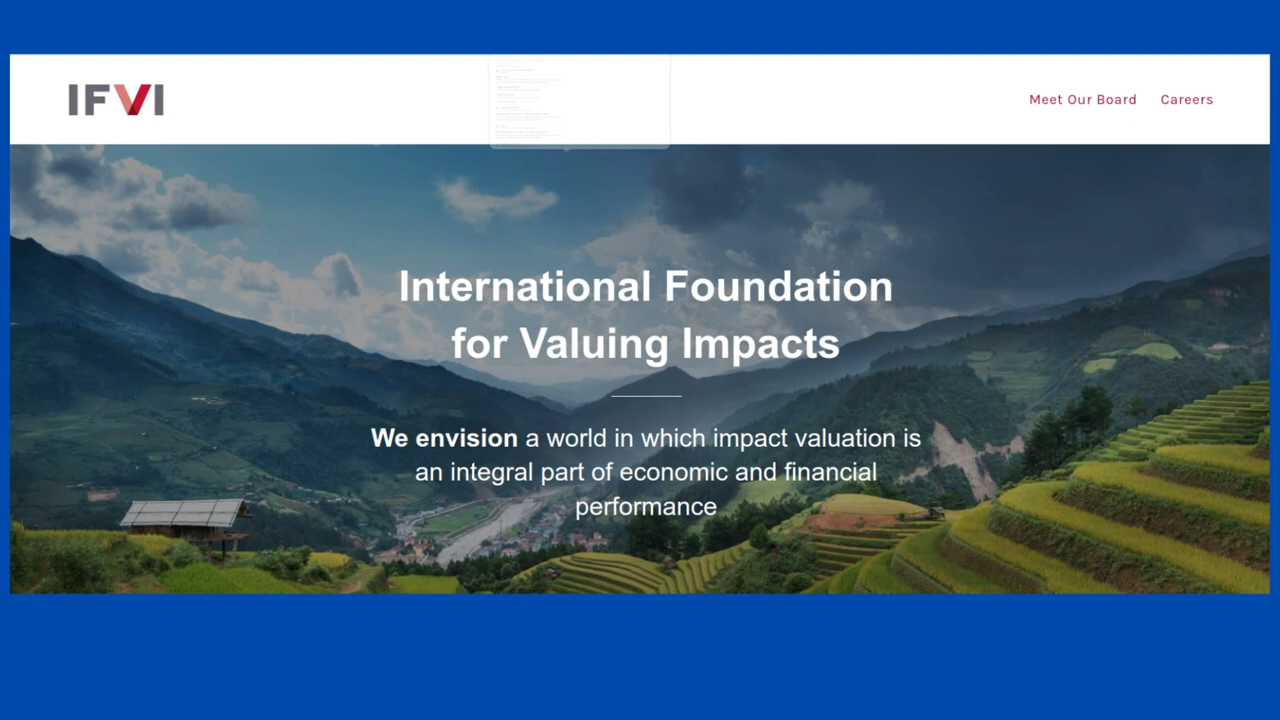 IFVI
Meet Our Board
Careers
International Foundation
for Valuing Impacts
We envision a world in which impact valuation is
an integral part of economic and financial
performance